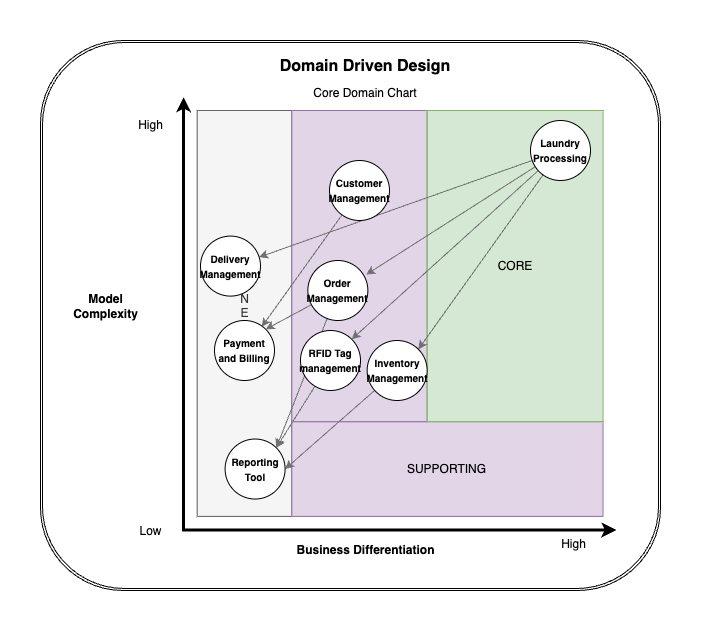 Domain Driven Design
Core Domain Chart
High
Laundry
Processing
Customer
Management
Delivery
Management
CORE
Order
Management
N
E
Model
Complexity
Payment
and Billing
RFID Tag
management
Inventory
Management
Reporting
Tool
SUPPORTING
Low
High
Business Differentiation